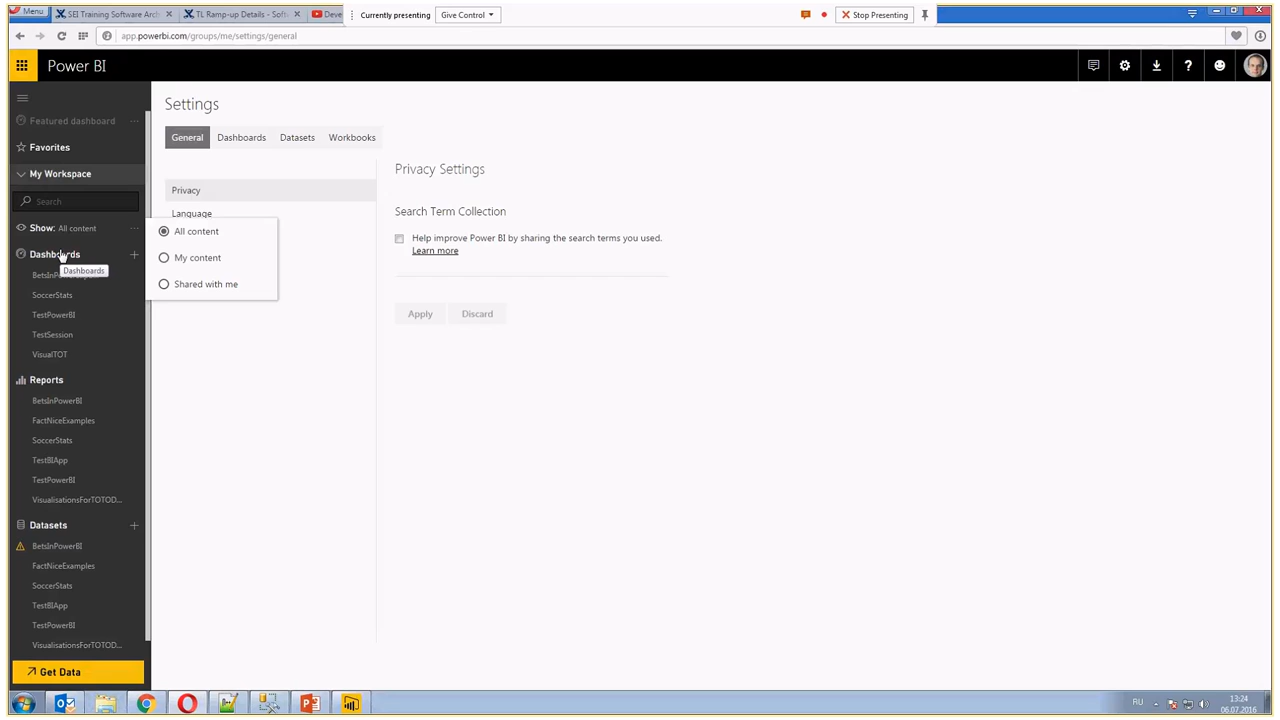 Menu
SEI Training Software Arch
TL Ramp-up Details - Softw
Devel
Currently presenting
Give Control
Stop Presenting
app.powerbi.com/groups/me/settings/general
Power BI
Featured dashboard
Favorites
My Workspace
Search
Show: All content
Dashboards
Dashboards
SoccerStats
TestPowerBI
TestSession
VisualTOT
Reports
BetsInPowerBI
FactNiceExamples
SoccerStats
TestBIApp
TestPowerBI
VisualisationsForTOTOD...
Datasets
BetsInPowerBI
FactNiceExamples
SoccerStats
TestBIApp
TestPowerBI
VisualisationsForTOTOD...
Get Data
Settings
General
Dashboards
Datasets
Workbooks
Privacy
Language
All content
My content
Shared with me
Privacy Settings
Search Term Collection
Help improve Power BI by sharing the search terms you used.
Learn more
Apply
Discard
RU
13:24
06.07.2016